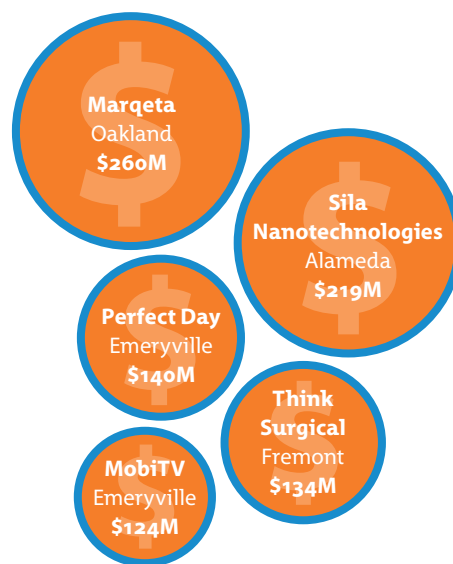 Marqeta
Oakland
$260M
Sila
Nanotechnologies
Alameda
$219M
Perfect Day
Emeryville
$140M
Think
Surgical
Fremont
$134M
MobiTV
Emeryville
$124M